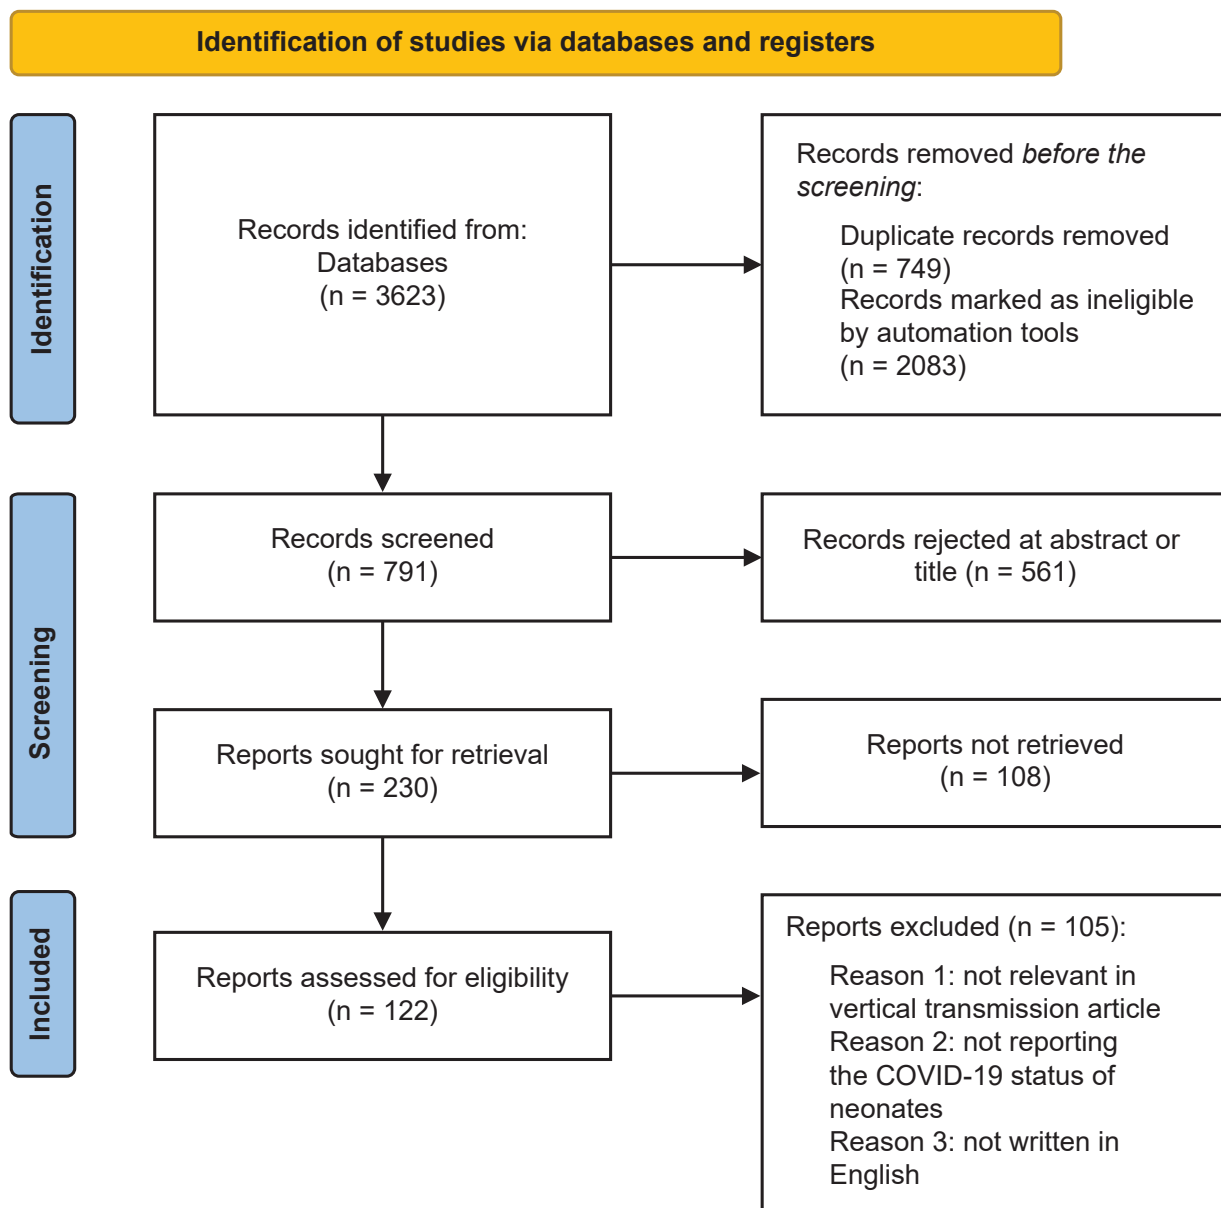 Identification of studies via databases and registers
Identification
Records identified from:
Databases
(n = 3623)
Records removed before the
screening:
Duplicate records removed
(n = 749)
Records marked as ineligible
by automation tools
(n = 2083)
Screening
Records screened
(n = 791)
Records rejected at abstract or
title (n = 561)
Reports sought for retrieval
(n = 230)
Reports not retrieved
(n = 108)
Included
Reports assessed for eligibility
(n = 122)
Reports excluded (n = 105):
Reason 1: not relevant in
vertical transmission article
Reason 2: not reporting
the COVID-19 status of
neonates
Reason 3: not written in
English